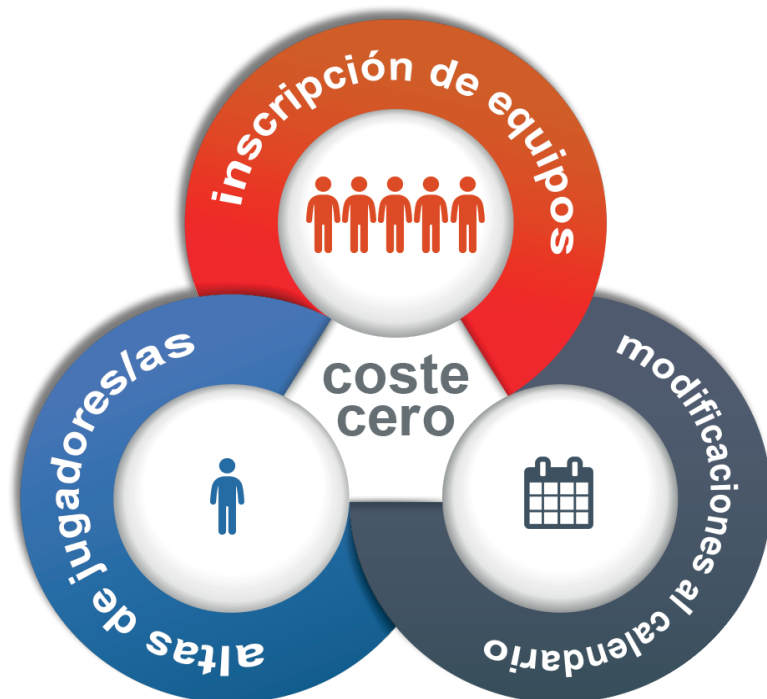 inscripción de equipos
coste
cero
altas de jugadores/as
modificaciones al calendario